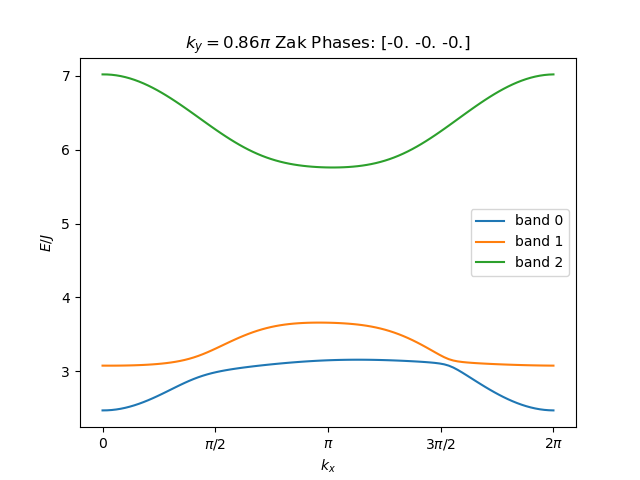 k_y = 0.86π Zak Phases: [-0. -0. -0.]
7
6
5
4
3
E/J
band 0
band 1
band 2
0
π/2
π
3π/2
2π
k_x